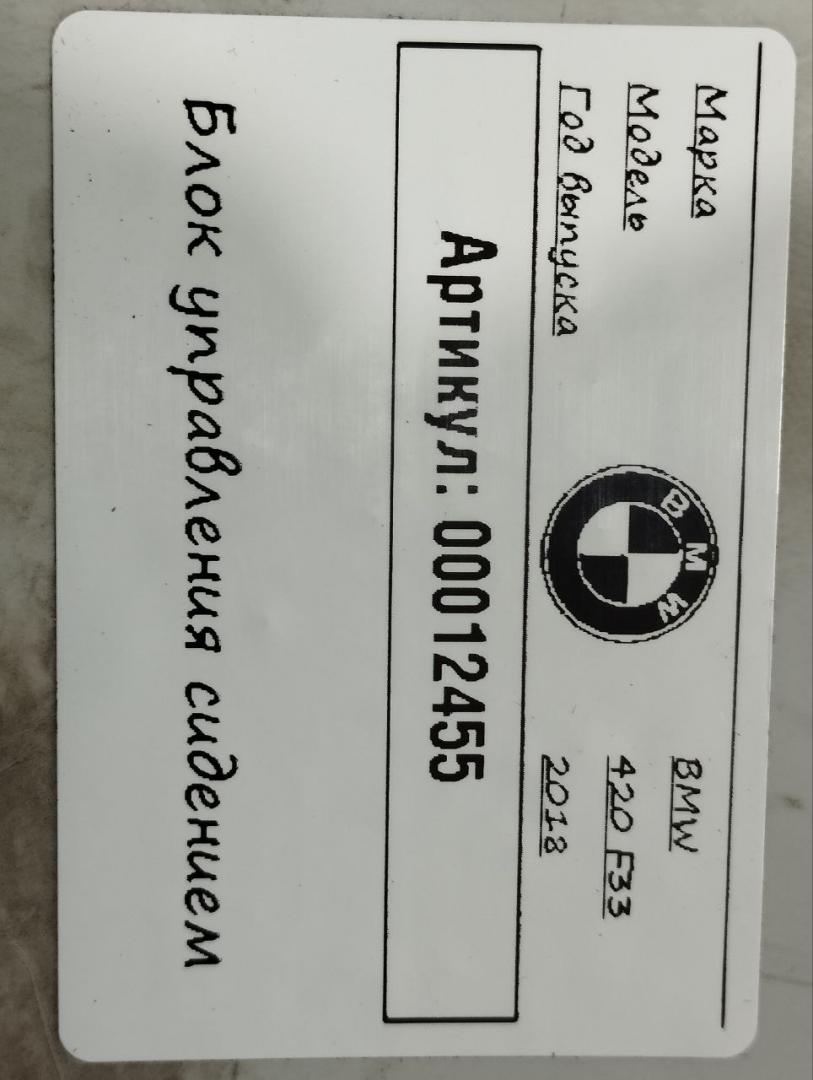 Марка BMW
Модель 420 F33
Год выпуска 2018
BMW
Артикул: 00012455
Блок управления сидением